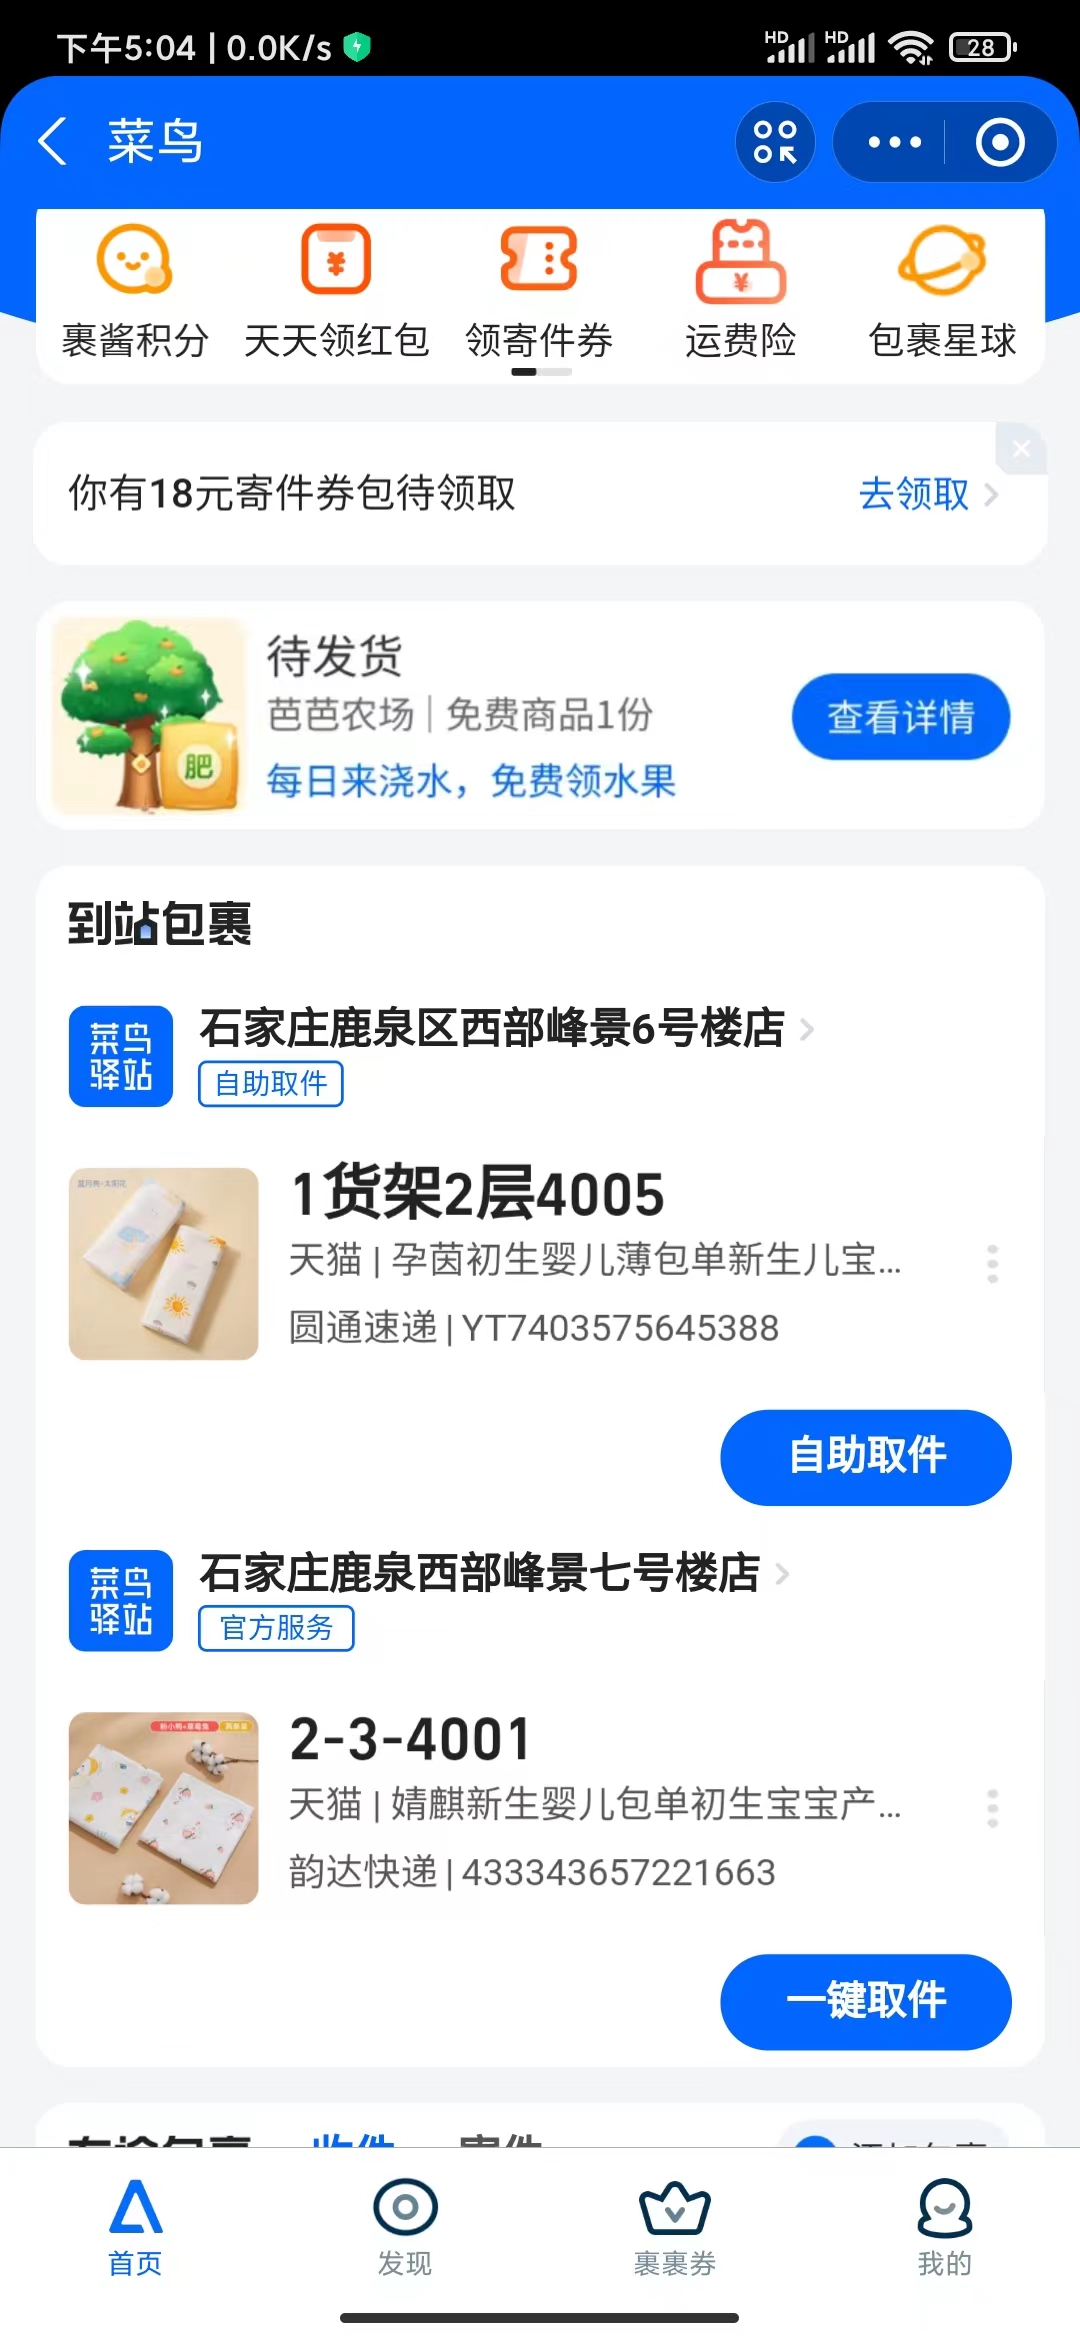 下午5:04 | 0.0K/s
HD HD 28
菜鸟
裹酱积分 天天领红包 领寄件券 运费险 包裹星球
你有18元寄件券包待领取 去领取
待发货
芭芭农场 | 免费商品1份
查看详情
每日来浇水，免费领水果
肥
到站包裹
菜鸟
驿站
石家庄鹿泉区西部峰景6号楼店
自助取件
1货架2层4005
天猫 | 孕茵初生婴儿薄包单新生儿宝...
圆通速递 | YT7403575645388
自助取件
菜鸟
驿站
石家庄鹿泉西部峰景七号楼店
官方服务
2-3-4001
天猫 | 婧麒新生婴儿包单初生宝宝产...
韵达快递 | 433343657221663
一键取件
首页 发现 裹裹券 我的